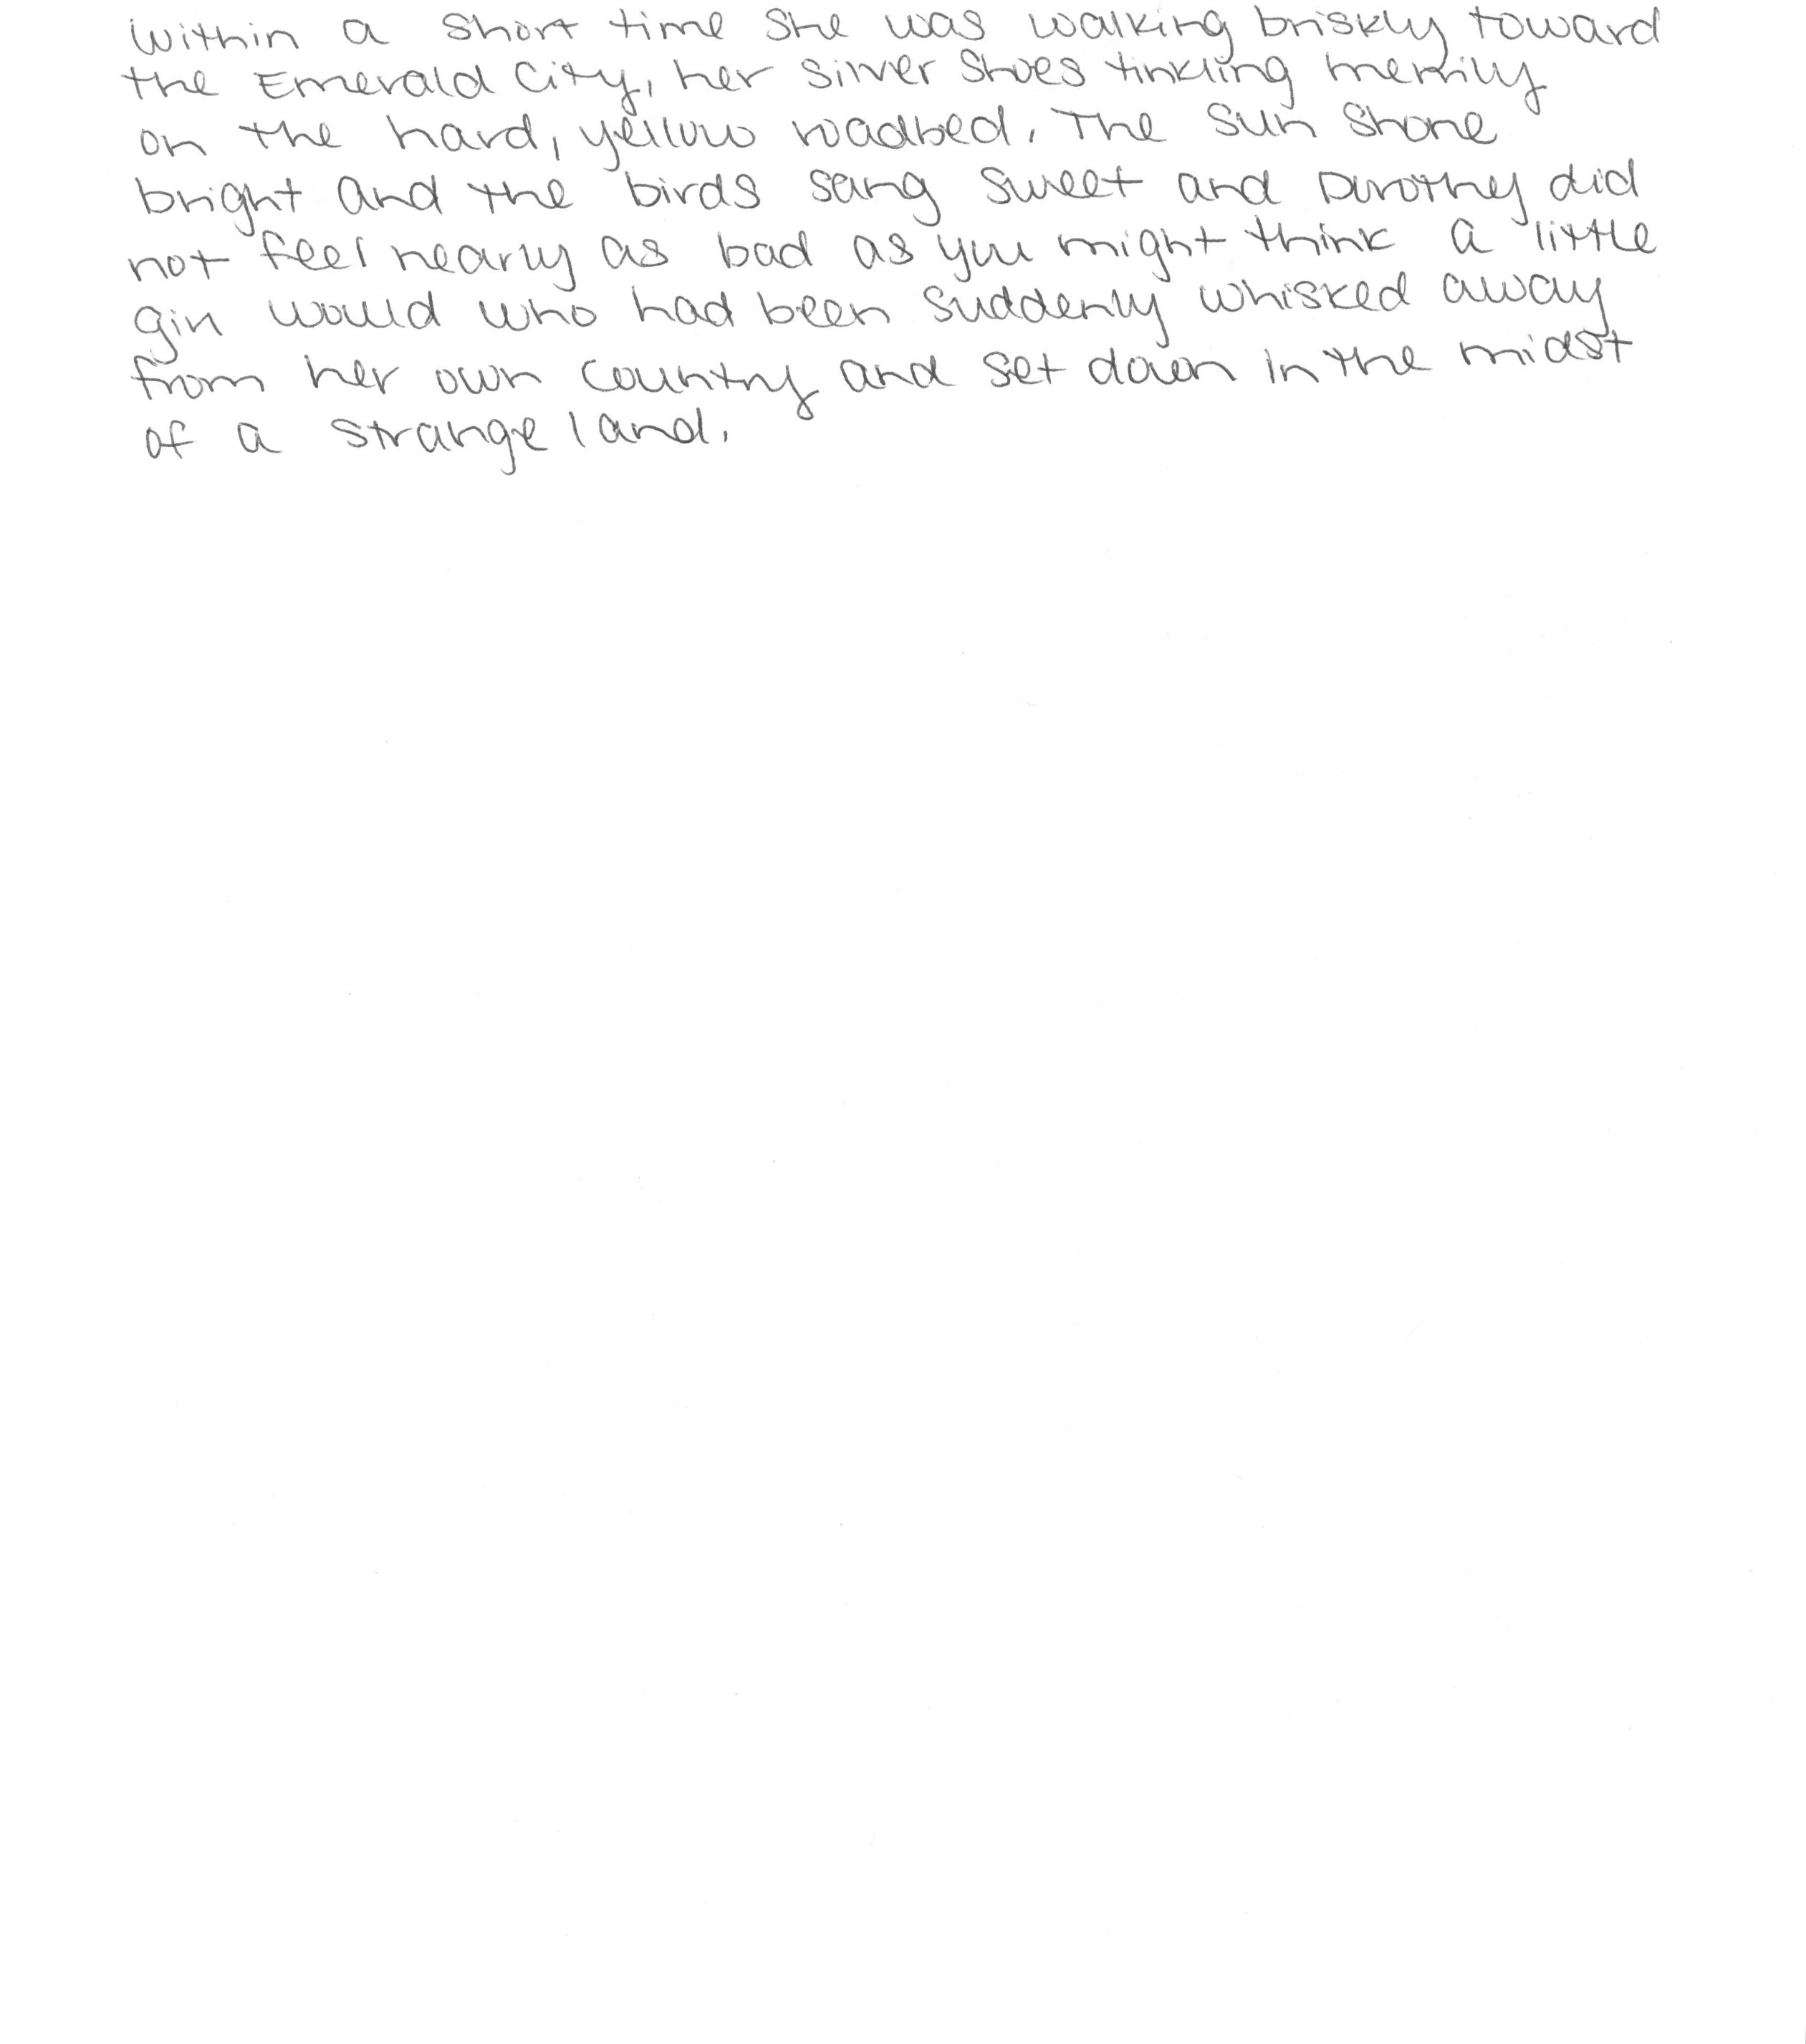 Within a short time she was walking briskly toward
the Emerald City, her Silver Shoes tinkling merrily
on the hard, yellow roadbed. The sun shone
bright and the birds sang sweet and Dorothy did
not feel nearly as bad as you might think a little
girl would who had been suddenly whisked away
from her own country and set down in the midst
of a strange land.